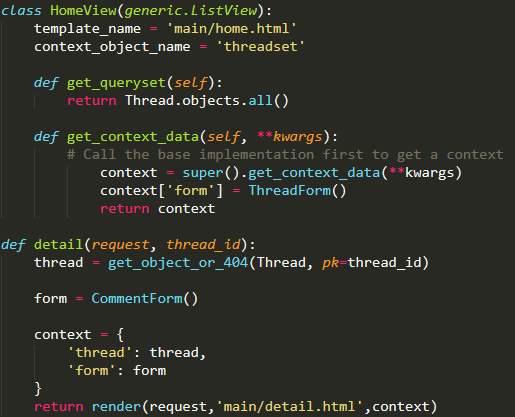 class HomeView(generic.ListView):
    template_name = 'main/home.html'
    context_object_name = 'threadset'

    def get_queryset(self):
        return Thread.objects.all()

    def get_context_data(self, **kwargs):
        # Call the base implementation first to get a context
            context = super().get_context_data(**kwargs)
            context['form'] = ThreadForm()
            return context

def detail(request, thread_id):
    thread = get_object_or_404(Thread, pk=thread_id)

    form = CommentForm()

    context = {
        'thread': thread,
        'form': form
    }
    return render(request,'main/detail.html',context)